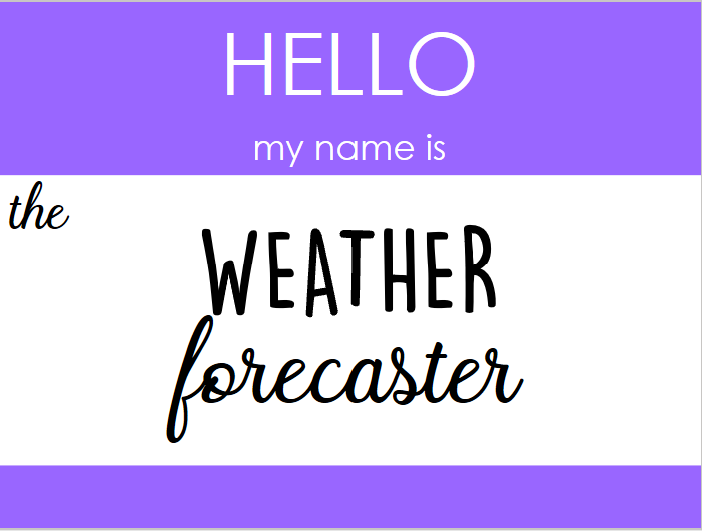 HELLO
my name is
the
WEATHER
forecaster